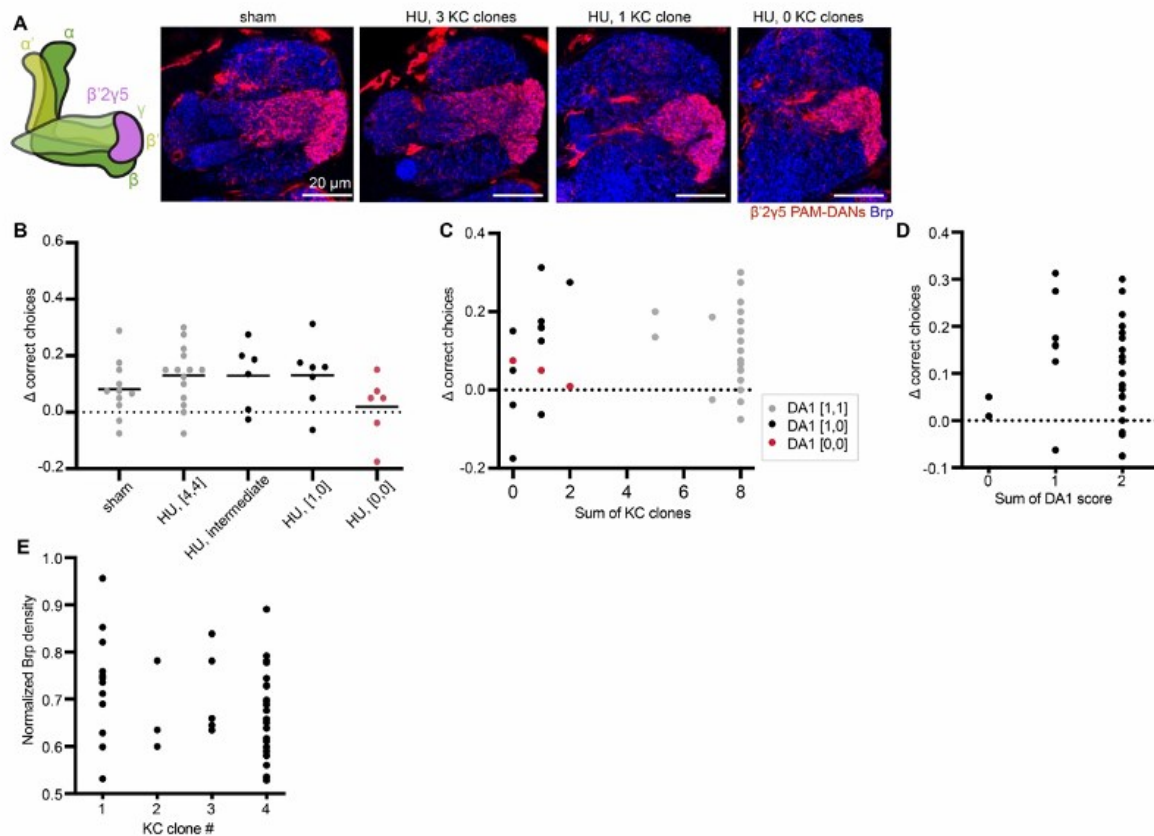 A
sham
HU, 3 KC clones
HU, 1 KC clone
HU, 0 KC clones
α'
α
β'2γ5
γ
β'
β
20 μm
β'2γ5 PAM-DANs Brp
B
Δ correct choices
0.6
0.4
0.2
0.0
-0.2
sham
HU, [4,4]
HU, intermediate
HU, [1,0]
HU, [0,0]
C
Δ correct choices
0.4
0.2
0.0
-0.2
0 2 4 6 8
Sum of KC clones
DA1 [1,1]
DA1 [1,0]
DA1 [0,0]
D
Δ correct choices
0.4
0.3
0.2
0.1
0.0
-0.1
0 1 2
Sum of DA1 score
E
Normalized Brp density
1.0
0.9
0.8
0.7
0.6
0.5
1 2 3 4
KC clone #